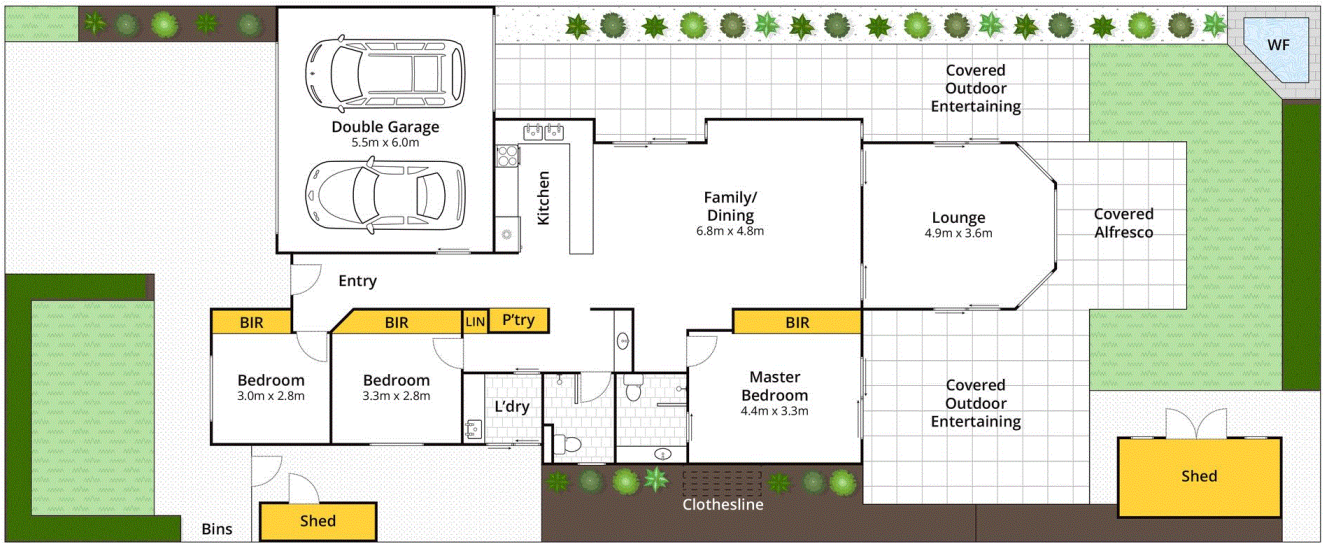 WF
Covered
Outdoor
Entertaining
Double Garage
5.5m x 6.0m
Kitchen
Family/
Dining
6.8m x 4.8m
Lounge
4.9m x 3.6m
Covered
Alfresco
Entry
BIR
BIR
LIN
P'try
BIR
Bedroom
3.0m x 2.8m
Bedroom
3.3m x 2.8m
L'dry
Master
Bedroom
4.4m x 3.3m
Covered
Outdoor
Entertaining
Shed
Clothesline
Shed
Bins